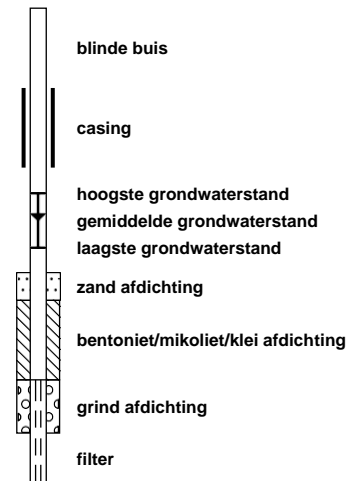 blinde buis
casing
hoogste grondwaterstand
gemiddelde grondwaterstand
laagste grondwaterstand
zand afdichting
bentoniet/mikoliet/klei afdichting
grind afdichting
filter